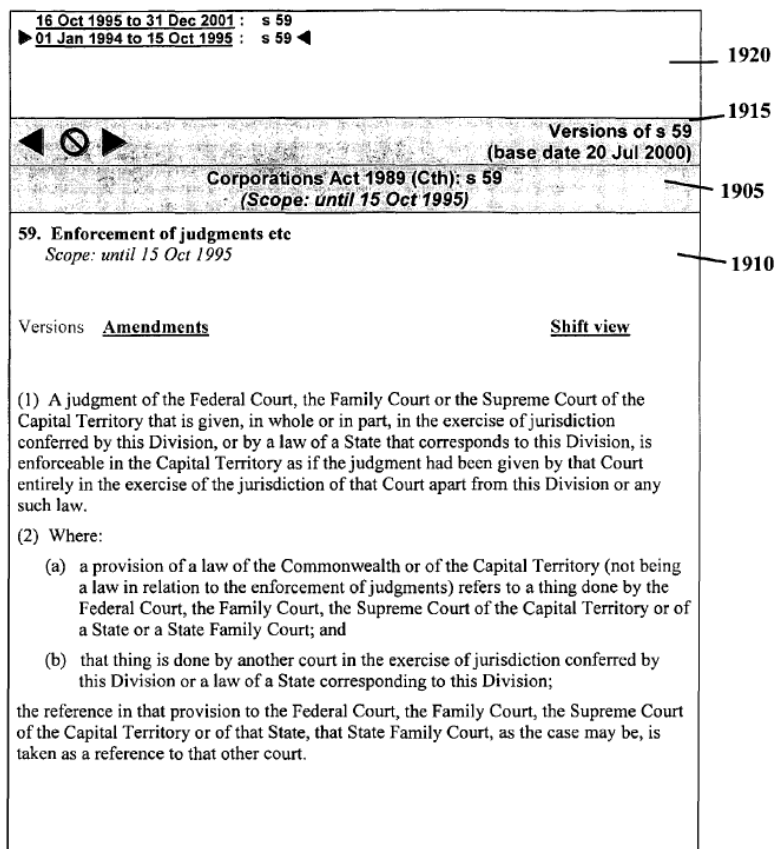 16 Oct 1995 to 31 Dec 2001 : s 59
▶01 Jan 1994 to 15 Oct 1995 : s 59 ◀
1920
1915
Versions of s 59
(base date 20 Jul 2000)
Corporations Act 1989 (Cth): s 59
1905
(Scope: until 15 Oct 1995)
59. Enforcement of judgments etc
Scope: until 15 Oct 1995
1910
Versions Amendments Shift view
(1) A judgment of the Federal Court, the Family Court or the Supreme Court of the
Capital Territory that is given, in whole or in part, in the exercise of jurisdiction
conferred by this Division, or by a law of a State that corresponds to this Division, is
enforceable in the Capital Territory as if the judgment had been given by that Court
entirely in the exercise of the jurisdiction of that Court apart from this Division or any
such law.
(2) Where:
(a) a provision of a law of the Commonwealth or of the Capital Territory (not being
a law in relation to the enforcement of judgments) refers to a thing done by the
Federal Court, the Family Court, the Supreme Court of the Capital Territory or of
a State or a State Family Court; and
(b) that thing is done by another court in the exercise of jurisdiction conferred by
this Division or a law of a State corresponding to this Division;
the reference in that provision to the Federal Court, the Family Court, the Supreme Court
of the Capital Territory or of that State, that State Family Court, as the case may be, is
taken as a reference to that other court.